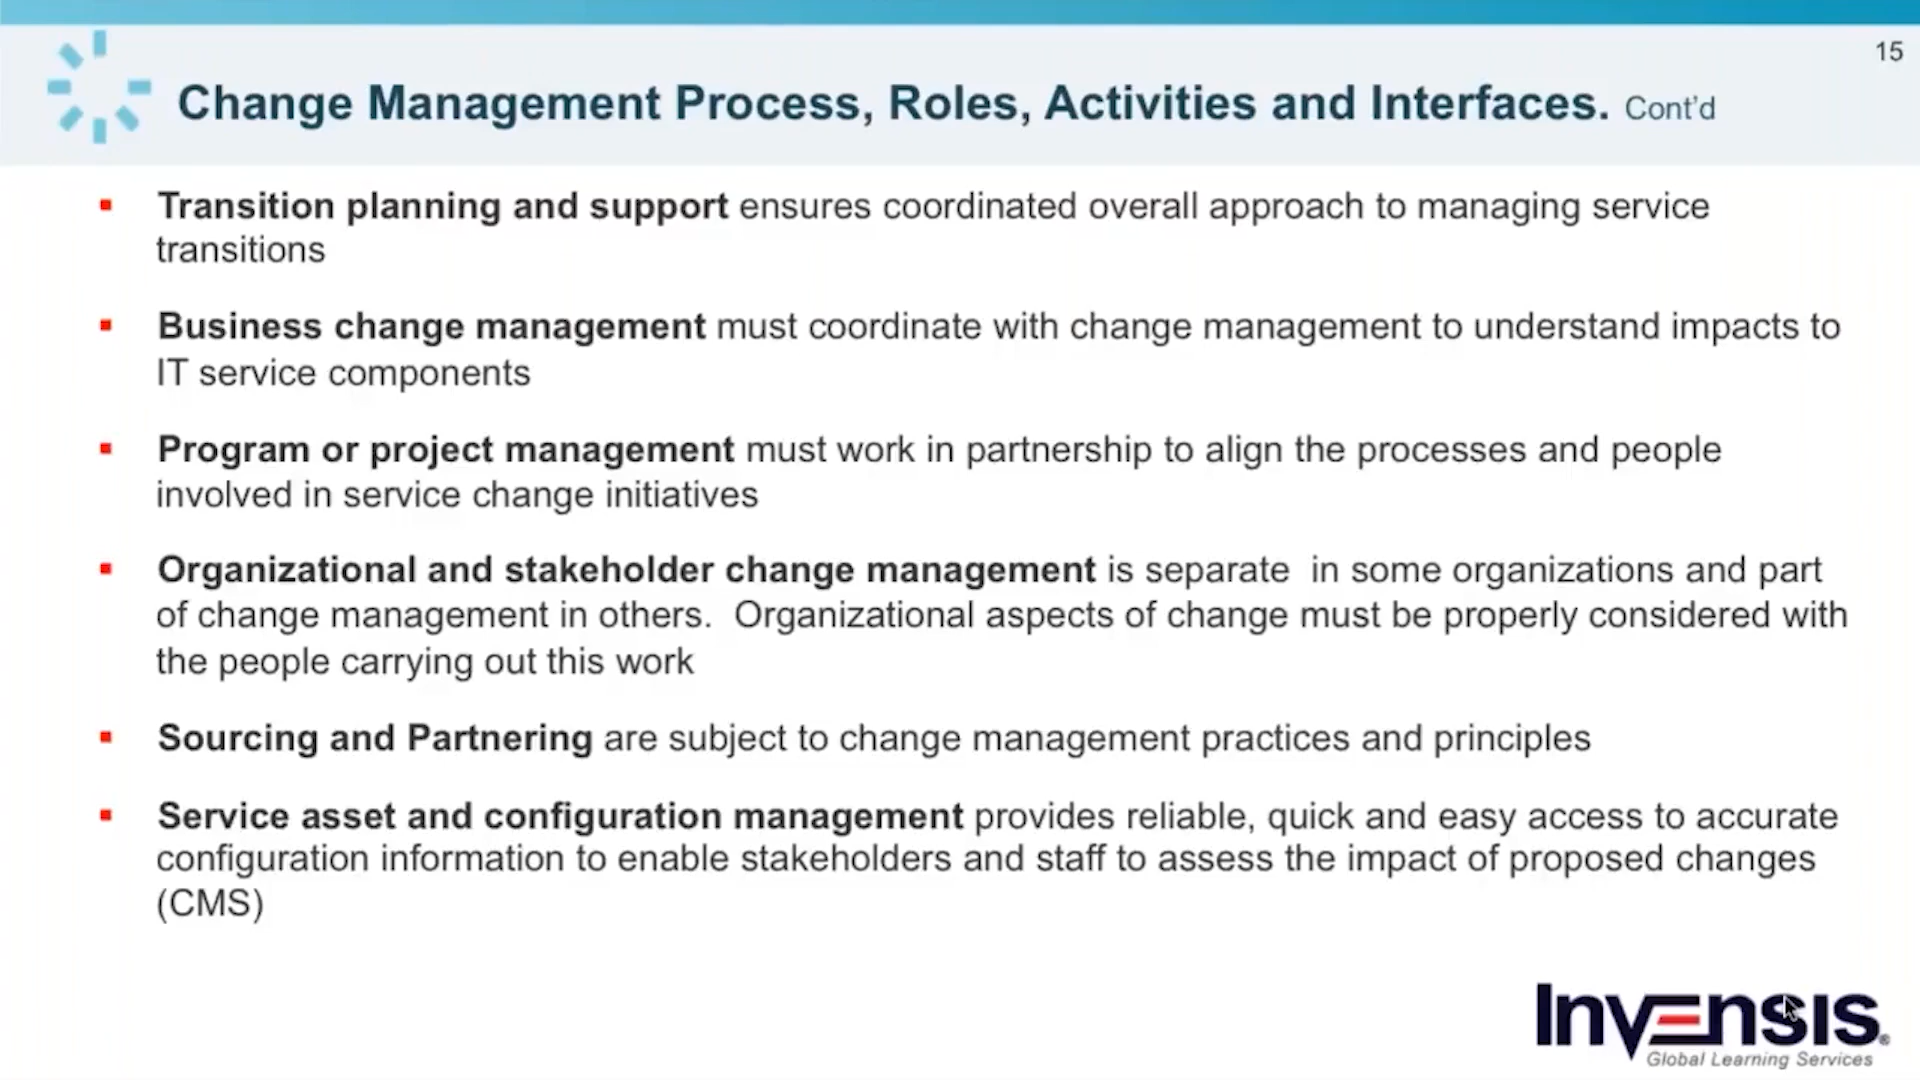 15
Change Management Process, Roles, Activities and Interfaces. Cont'd
Transition planning and support ensures coordinated overall approach to managing service
transitions
Business change management must coordinate with change management to understand impacts to
IT service components
Program or project management must work in partnership to align the processes and people
involved in service change initiatives
Organizational and stakeholder change management is separate in some organizations and part
of change management in others. Organizational aspects of change must be properly considered with
the people carrying out this work
Sourcing and Partnering are subject to change management practices and principles
Service asset and configuration management provides reliable, quick and easy access to accurate
configuration information to enable stakeholders and staff to assess the impact of proposed changes
(CMS)
Invensis®
Global Learning Services